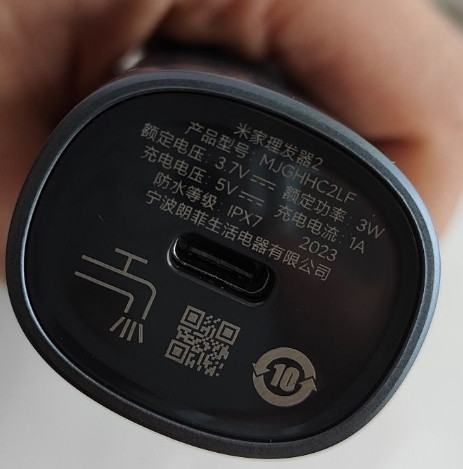 米家理发器2
产品型号：MJGHHC2LF
额定电压：3.7V⎓ 额定功率：3W
充电电压：5V⎓ 充电电流：1A
防水等级：IPX7 2023
宁波朗菲生活电器有限公司
10